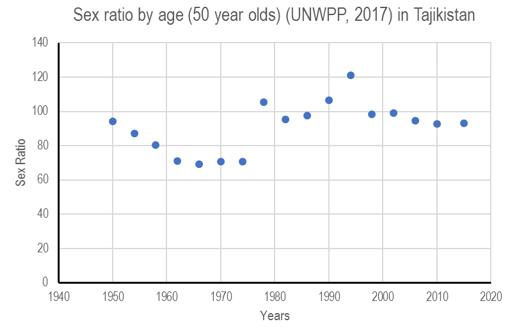 Sex ratio by age (50 year olds) (UNWPP, 2017) in Tajikistan
140
120
100
80
60
40
20
0
Sex Ratio
1940 1950 1960 1970 1980 1990 2000 2010 2020
Years